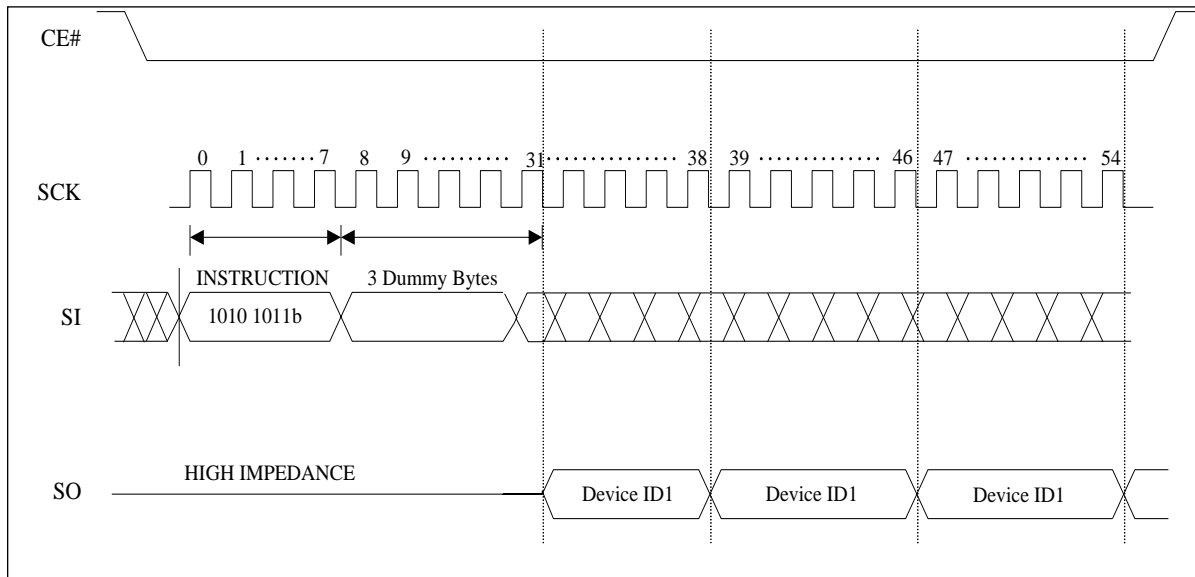 CE#
0 1 ········ 7 8 9 ··········· 31 ················ 38 39 ················ 46 47 ················ 54
SCK
INSTRUCTION 3 Dummy Bytes
SI 1010 1011b
HIGH IMPEDANCE
SO Device ID1 Device ID1 Device ID1